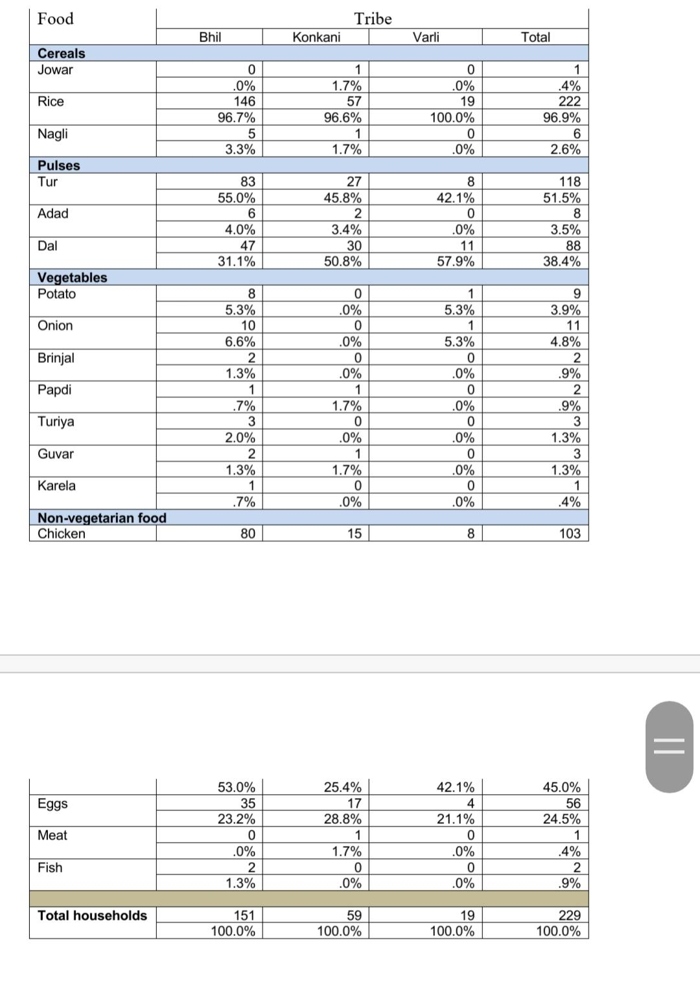 Food Tribe
Bhil Konkani Varli Total
Cereals
Jowar 0 1 0 1
.0% 1.7% .0% .4%
Rice 146 57 19 222
96.7% 96.6% 100.0% 96.9%
Nagli 5 1 0 6
3.3% 1.7% .0% 2.6%
Pulses
Tur 83 27 8 118
55.0% 45.8% 42.1% 51.5%
Adad 6 2 0 8
4.0% 3.4% .0% 3.5%
Dal 47 30 11 88
31.1% 50.8% 57.9% 38.4%
Vegetables
Potato 8 0 1 9
5.3% .0% 5.3% 3.9%
Onion 10 0 1 11
6.6% .0% 5.3% 4.8%
Brinjal 2 0 0 2
1.3% .0% .0% .9%
Papdi 1 1 0 2
.7% 1.7% .0% .9%
Turiya 3 0 0 3
2.0% .0% .0% 1.3%
Guvar 2 1 0 3
1.3% 1.7% .0% 1.3%
Karela 1 0 0 1
.7% .0% .0% .4%
Non-vegetarian food
Chicken 80 15 8 103
53.0% 25.4% 42.1% 45.0%
Eggs 35 17 4 56
23.2% 28.8% 21.1% 24.5%
Meat 0 1 0 1
.0% 1.7% .0% .4%
Fish 2 0 0 2
1.3% .0% .0% .9%
Total households 151 59 19 229
100.0% 100.0% 100.0% 100.0%